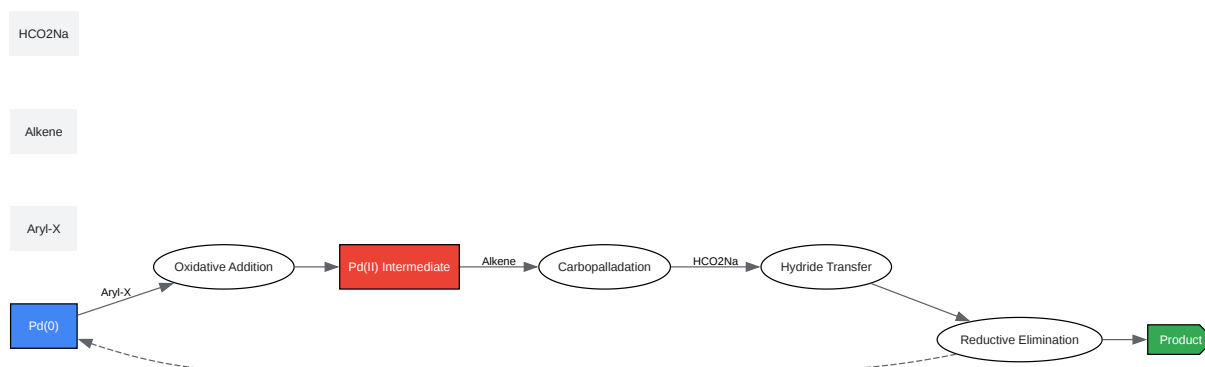 HCO2Na
Alkene
Aryl-X
Pd(0)
Aryl-X
Oxidative Addition
Pd(II) Intermediate
Alkene
Carbopalladation
HCO2Na
Hydride Transfer
Reductive Elimination
Product